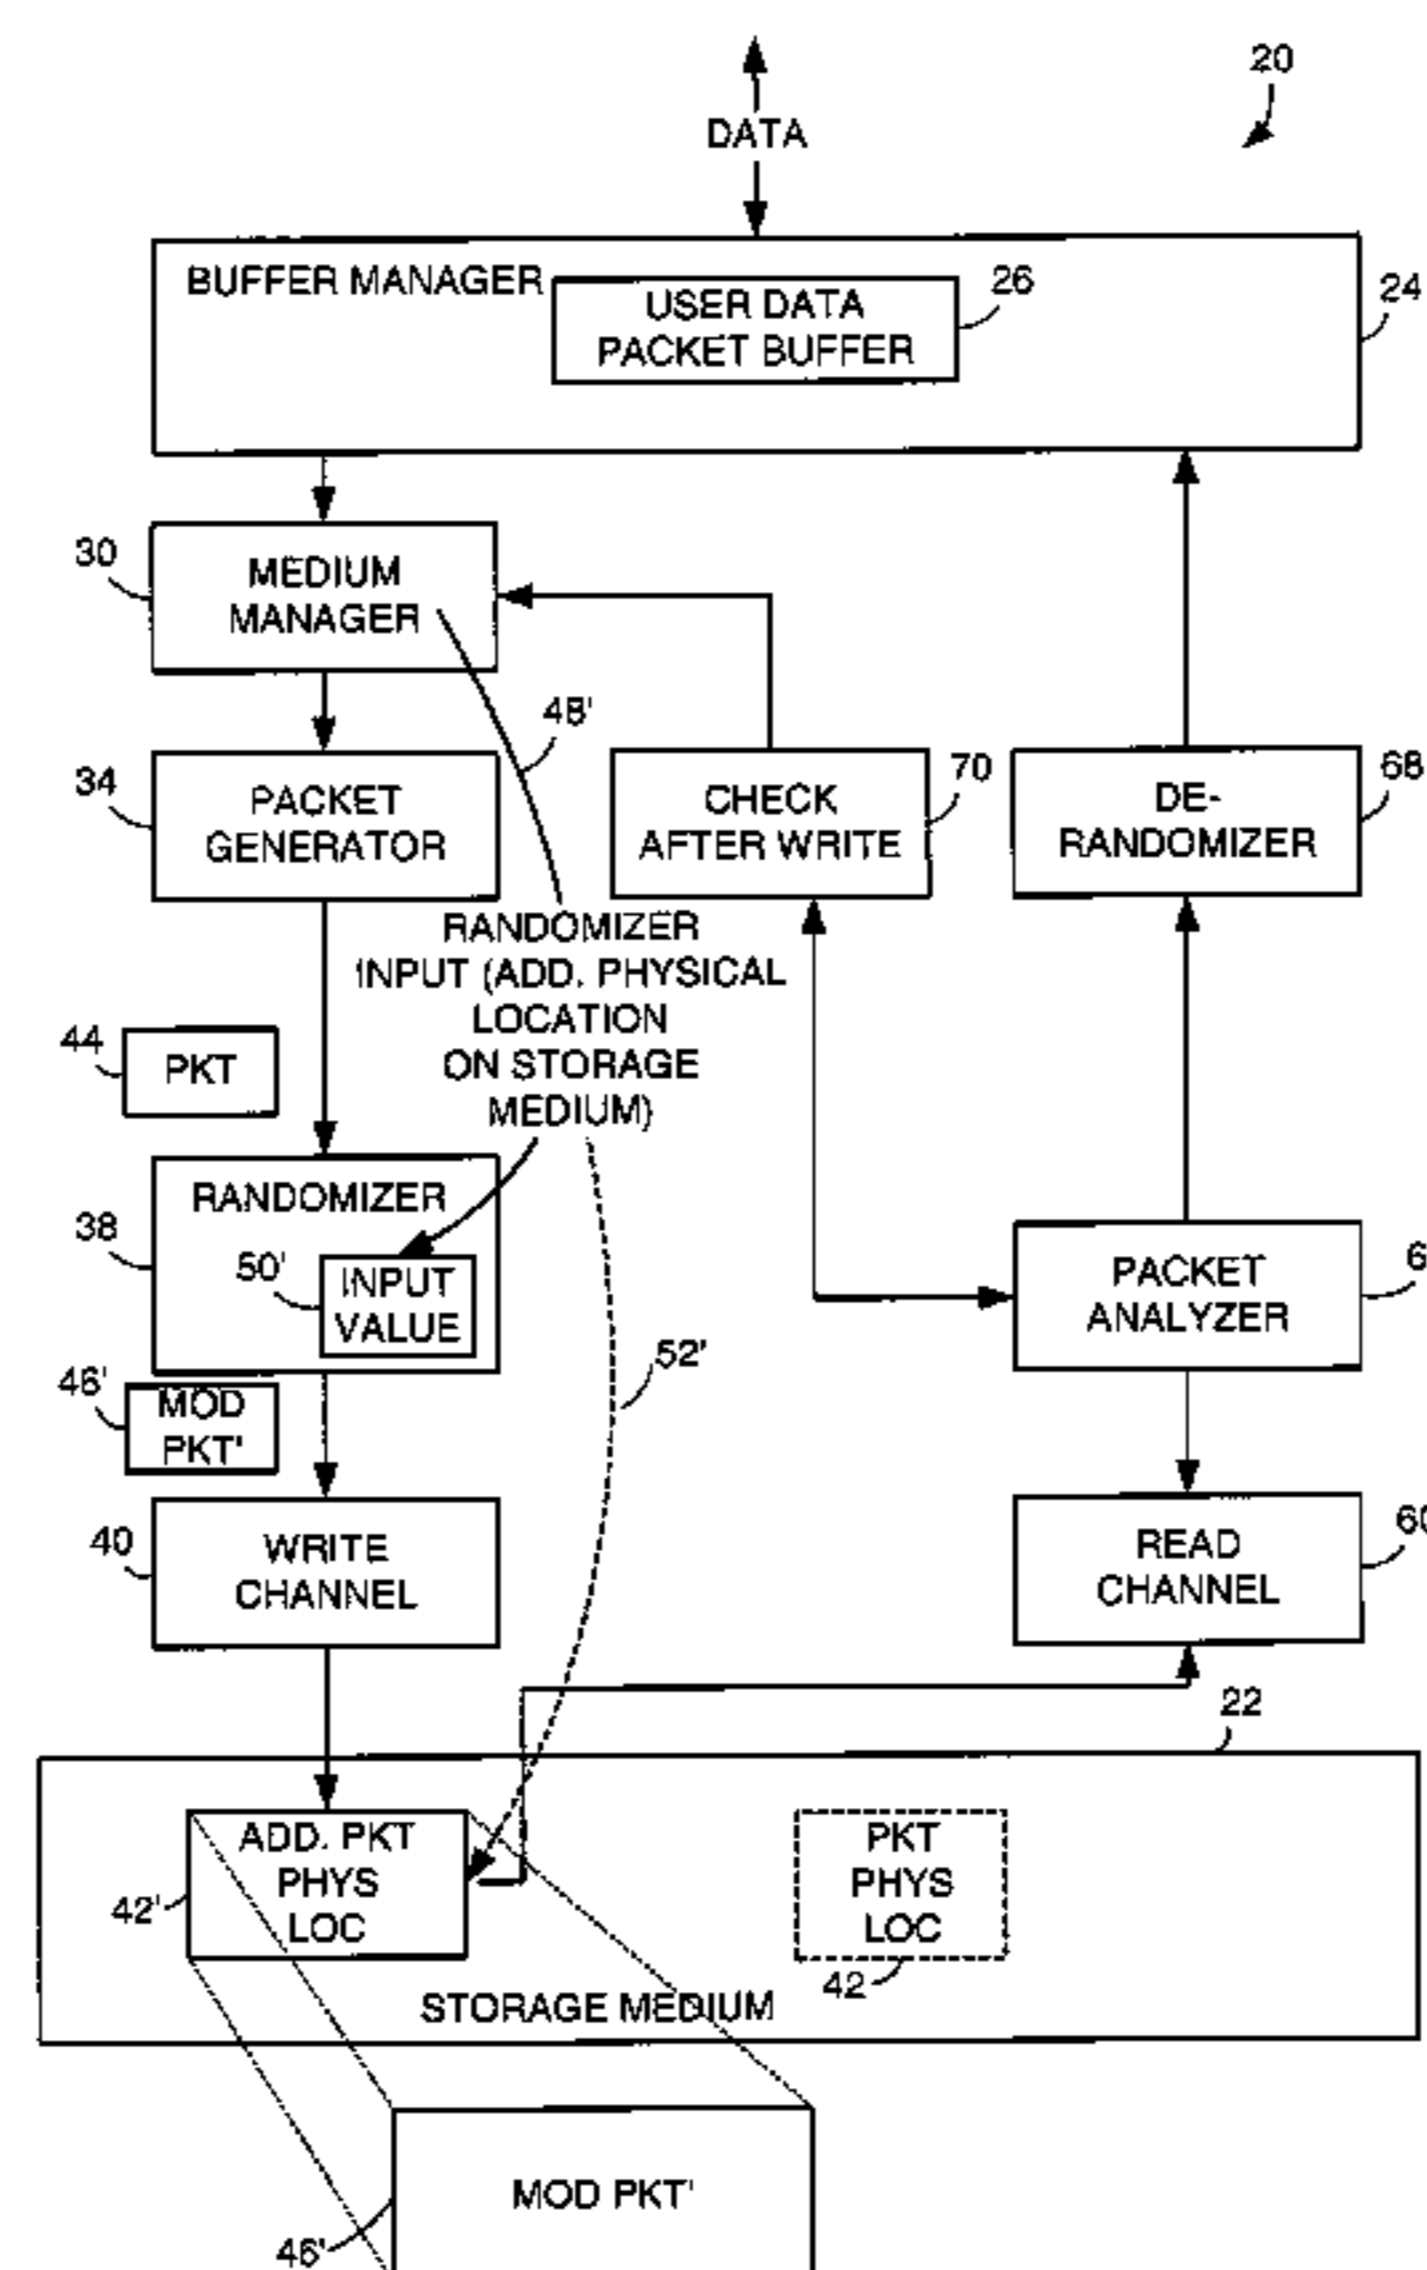 20
DATA
BUFFER MANAGER
USER DATA
PACKET BUFFER
26
24
30
MEDIUM
MANAGER
48'
34
PACKET
GENERATOR
CHECK
AFTER WRITE
70
DE-
RANDOMIZER
68
RANDOMIZER
INPUT (ADD. PHYSICAL
LOCATION
ON STORAGE
MEDIUM)
44
PKT
RANDOMIZER
38
50'
INPUT
VALUE
PACKET
ANALYZER
52'
46'
MOD
PKT'
40
WRITE
CHANNEL
READ
CHANNEL
60
22
ADD. PKT
PHYS
LOC
42'
PKT
PHYS
LOC
42
STORAGE MEDIUM
MOD PKT'
46'